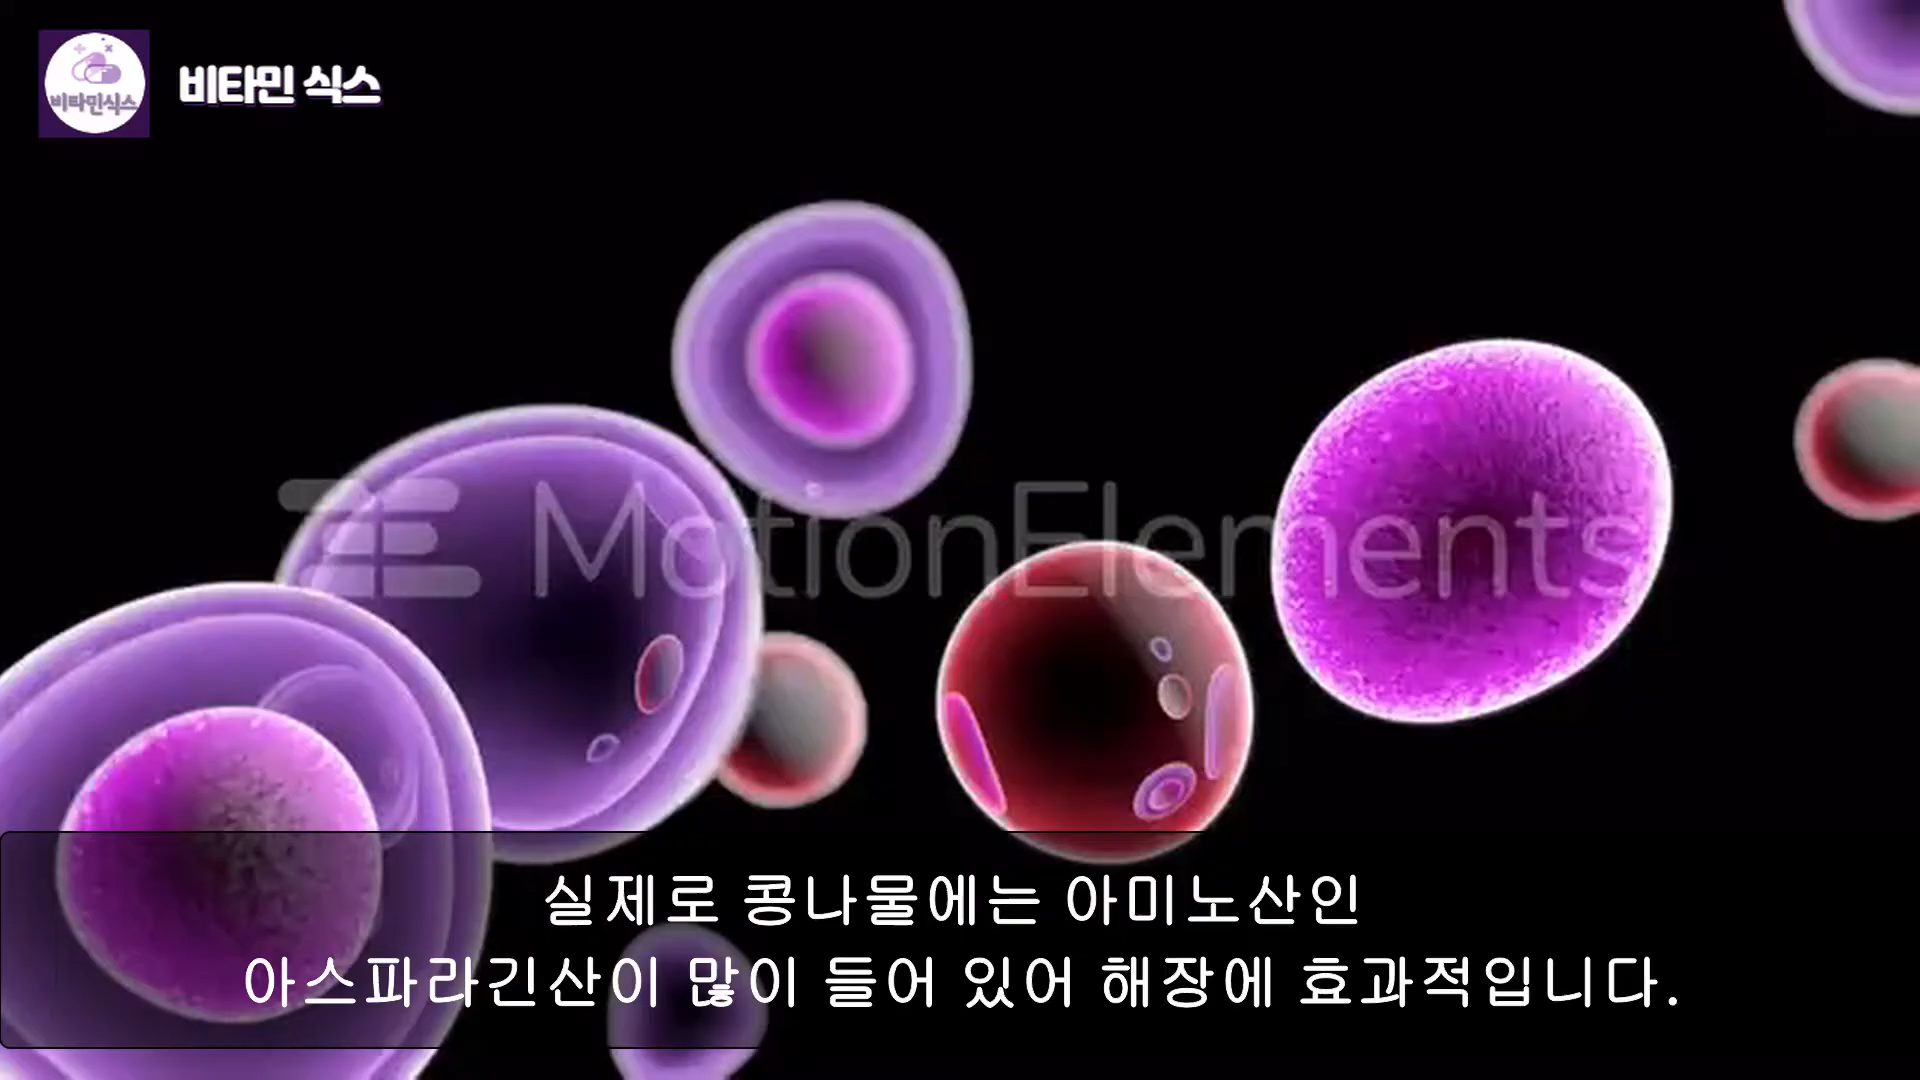 비타민식스
비타민 식스
MotionElements
실제로 콩나물에는 아미노산인
아스파라긴산이 많이 들어 있어 해장에 효과적입니다.